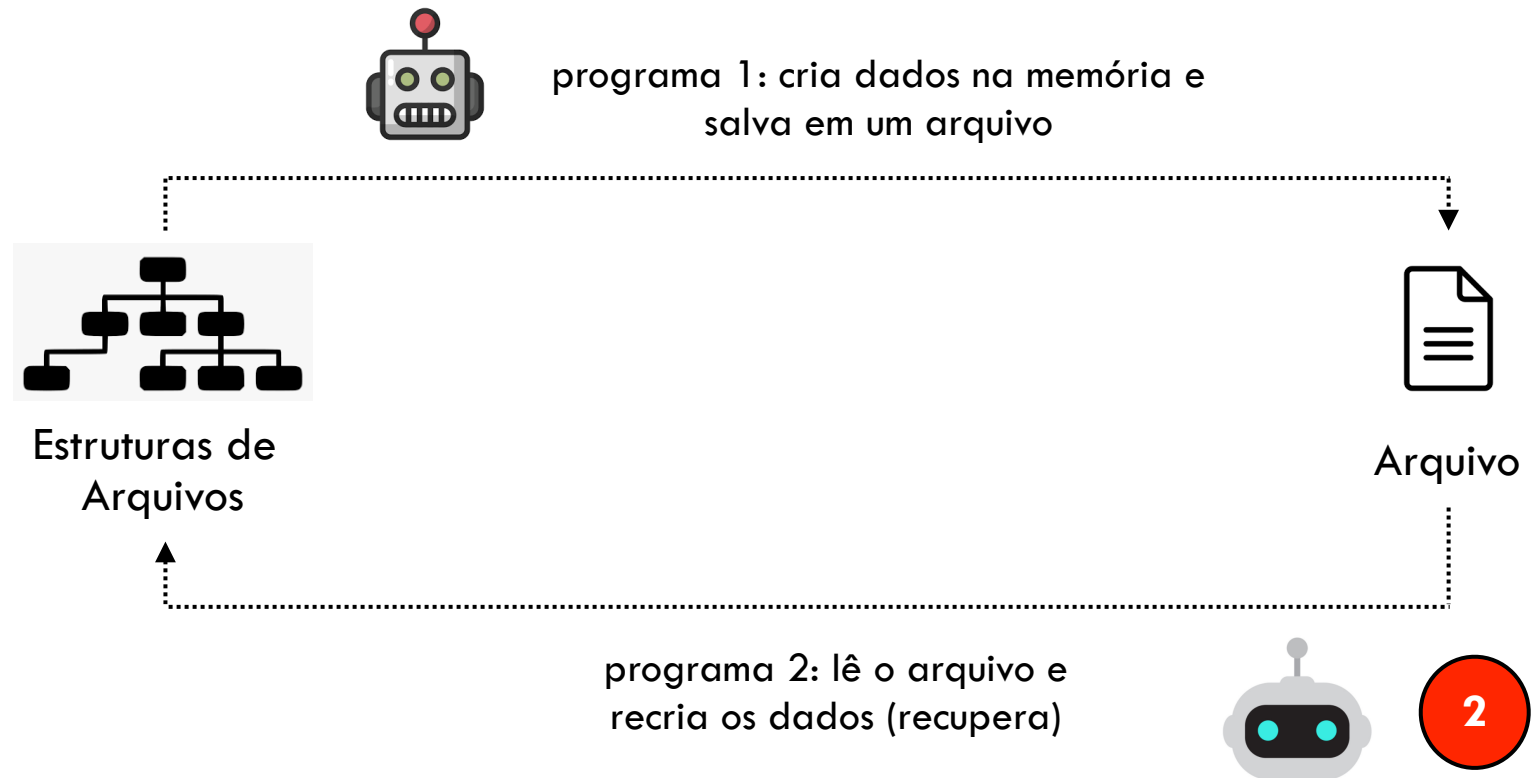 programa 1: cria dados na memória e
salva em um arquivo
Estruturas de
Arquivos
Arquivo
programa 2: lê o arquivo e
recria os dados (recupera)
2